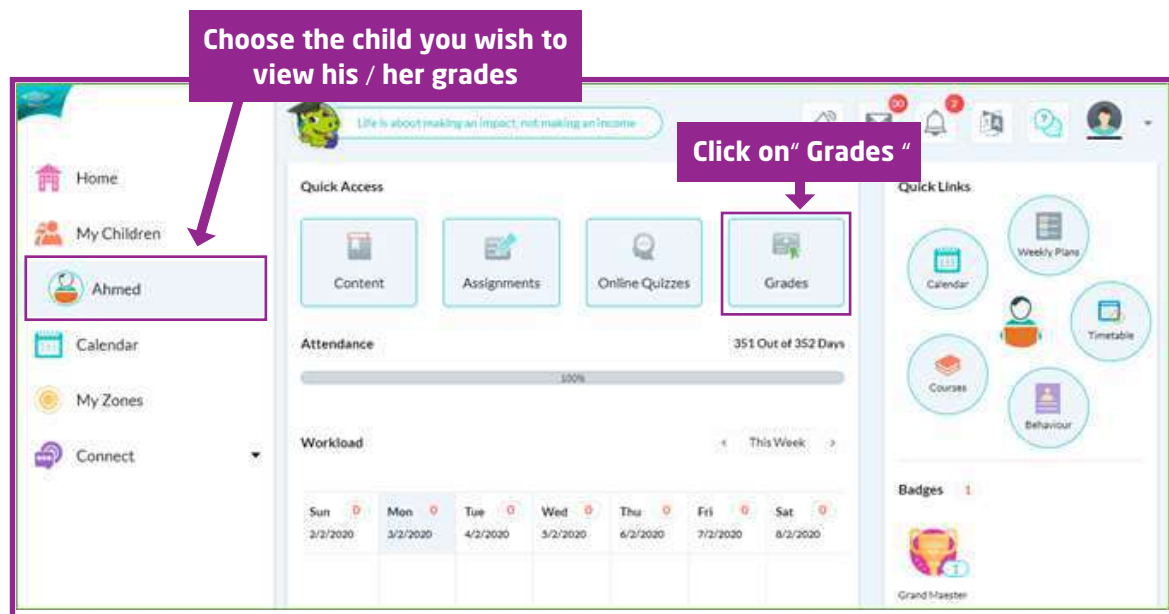 Choose the child you wish to
view his / her grades
Life is about making an impact, not making an income
00
2
Click on“ Grades “
Home
My Children
Ahmed
Calendar
My Zones
Connect
Quick Access
Content
Assignments
Online Quizzes
Grades
Attendance
351 Out of 352 Days
100%
Workload
‹ This Week ›
Sun 0
Mon 0
Tue 0
Wed 0
Thu 0
Fri 0
Sat 0
2/2/2020
3/2/2020
4/2/2020
5/2/2020
6/2/2020
7/2/2020
8/2/2020
Quick Links
Weekly Plans
Calendar
Timetable
Courses
Behaviour
Badges 1
1
Grand Maester